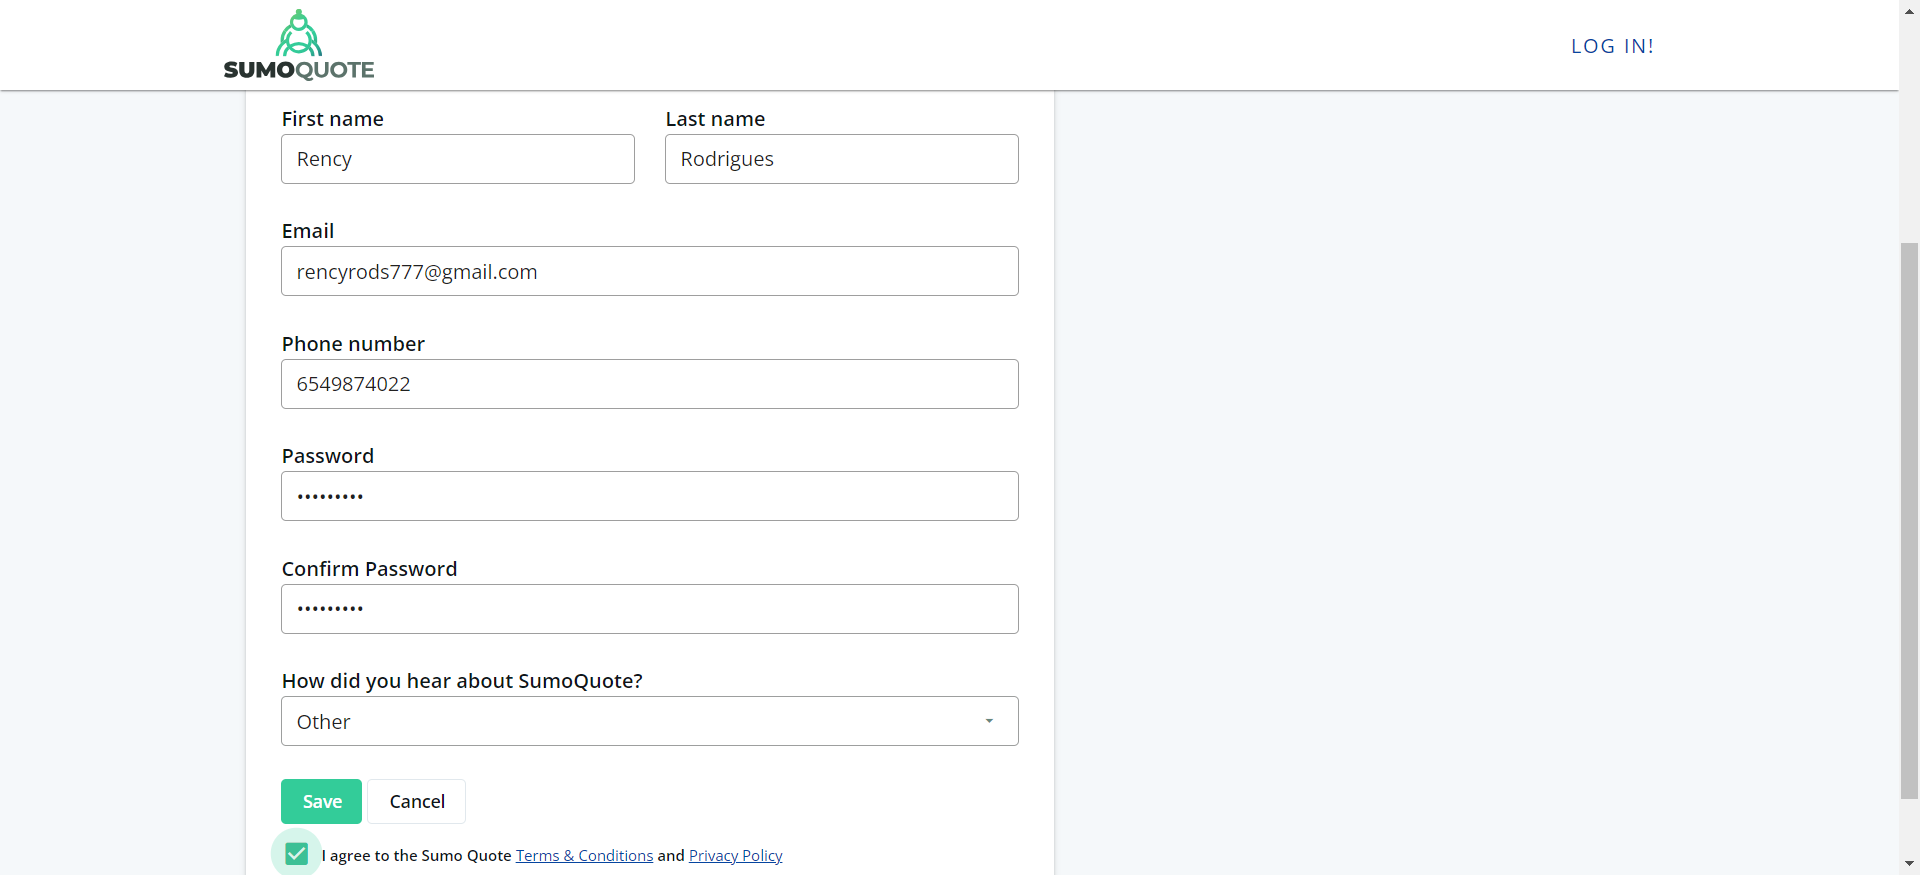 SUMOQUOTE
LOG IN!
First name
Last name
Rency
Rodrigues
Email
rencyrods777@gmail.com
Phone number
6549874022
Password
•••••••••
Confirm Password
•••••••••
How did you hear about SumoQuote?
Other
Save
Cancel
I agree to the Sumo Quote Terms & Conditions and Privacy Policy